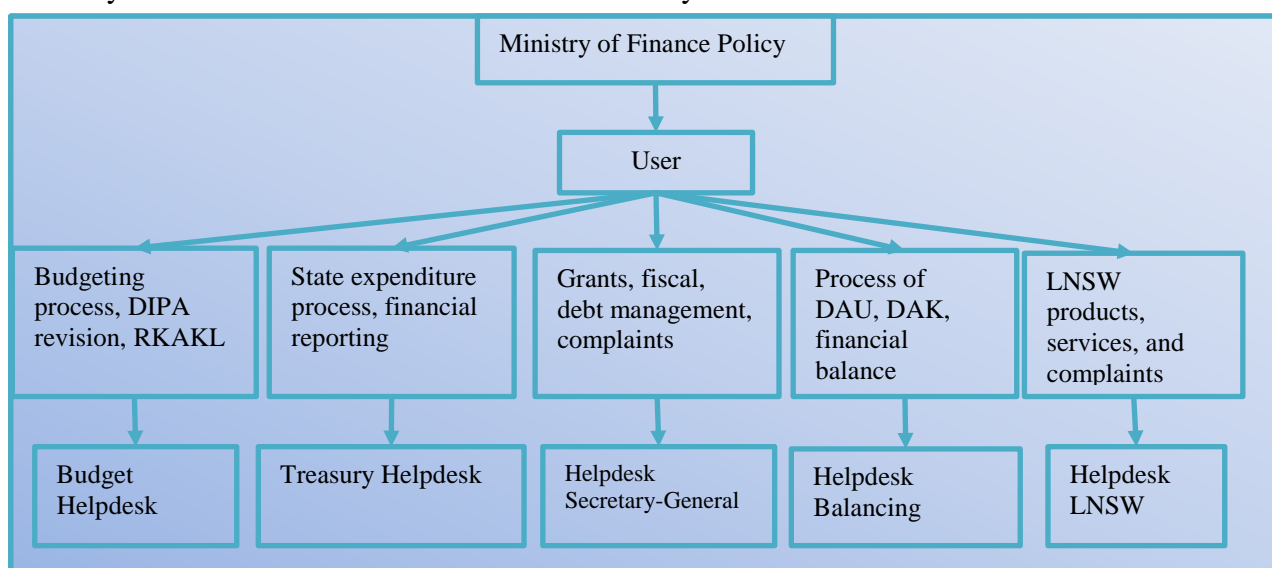 Ministry of Finance Policy
User
Budgeting
process, DIPA
revision, RKAKL
State expenditure
process, financial
reporting
Grants, fiscal,
debt management,
complaints
Process of
DAU, DAK,
financial
balance
LNSW
products,
services, and
complaints
Budget
Helpdesk
Treasury Helpdesk
Helpdesk
Secretary-General
Helpdesk
Balancing
Helpdesk
LNSW